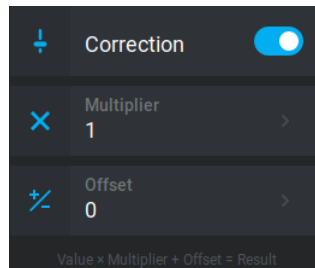 Correction
Multiplier
1
Offset
0
Value × Multiplier + Offset = Result